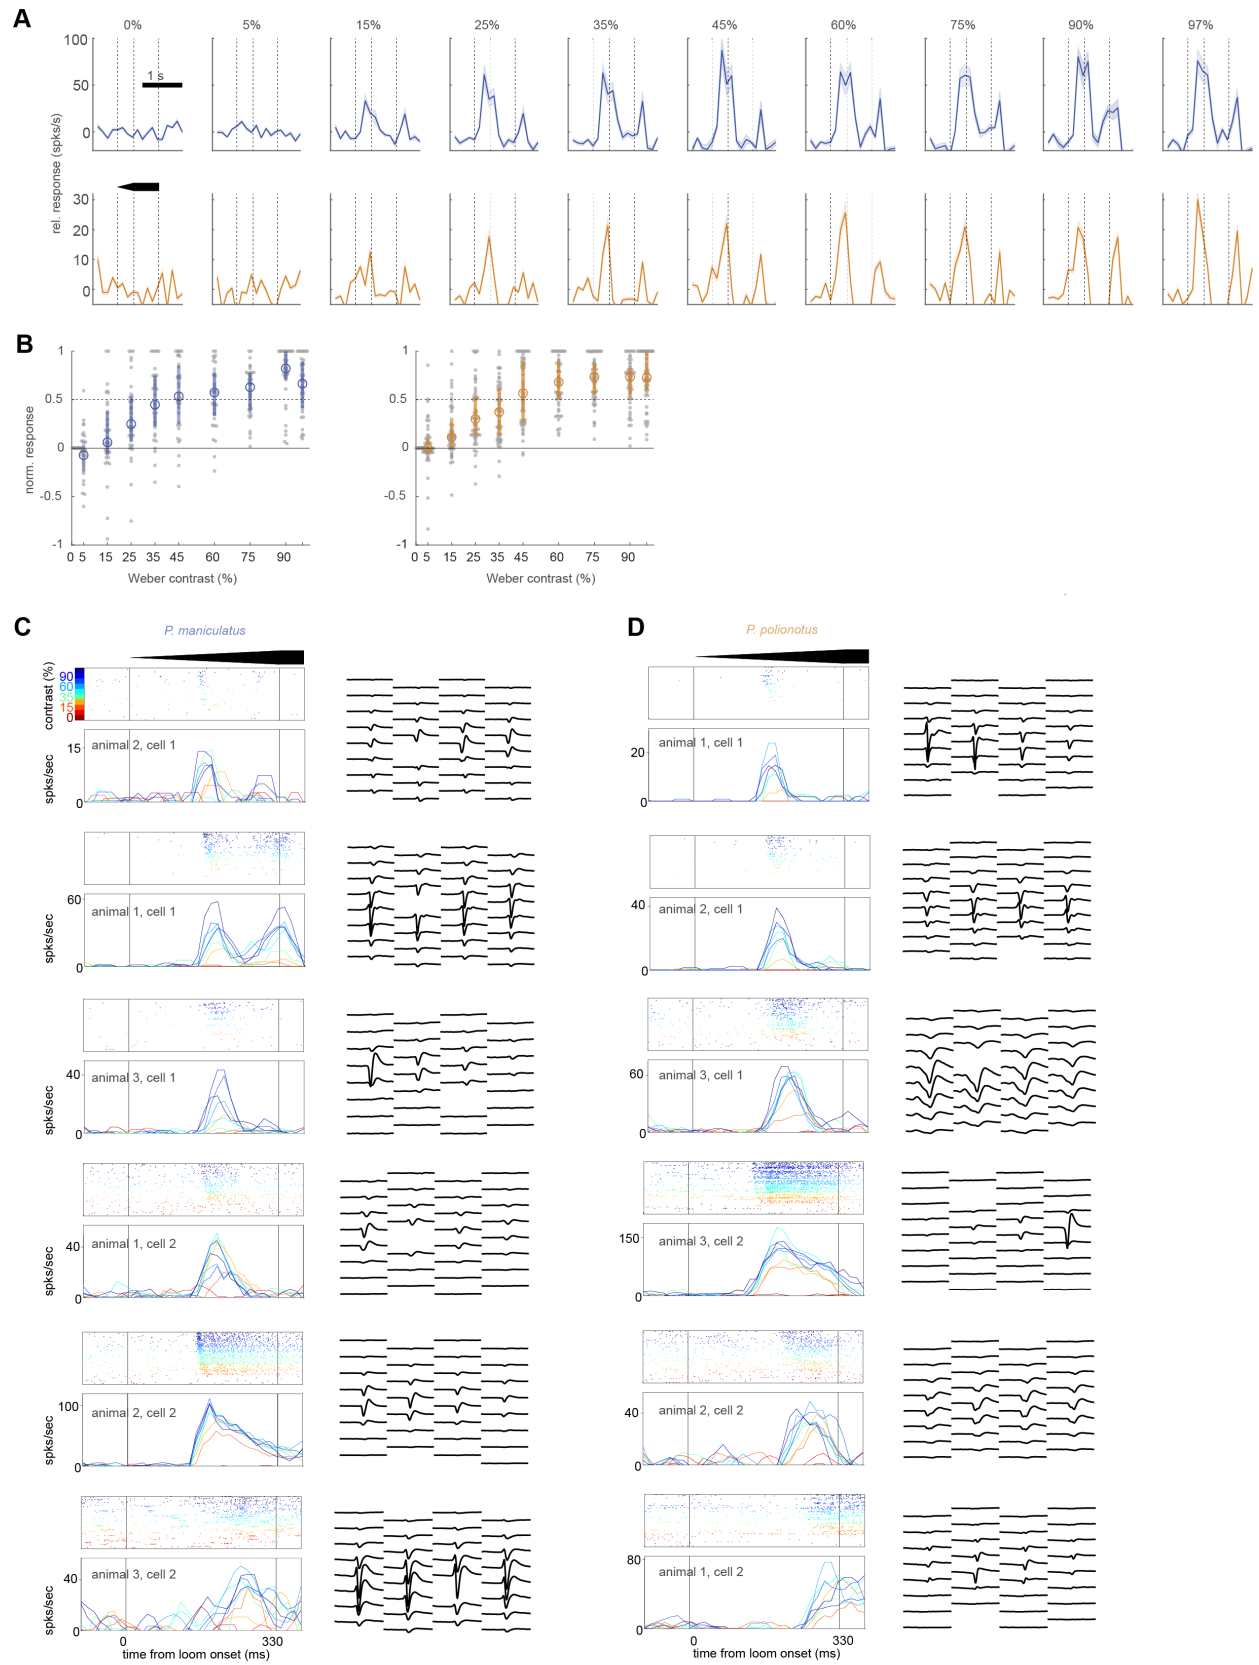 A
0% 5% 15% 25% 35% 45% 60% 75% 90% 97%
100
50
0
1 s
rel. response (spks/s)
30
20
10
0
B
1
0.5
0
-0.5
-1
norm. response
0 5 15 25 35 45 60 75 90
Weber contrast (%)
1
0.5
0
-0.5
-1
0 5 15 25 35 45 60 75 90
Weber contrast (%)
C
P. maniculatus
contrast (%)
90
60
35
15
0
animal 2, cell 1
15
0
spks/sec
animal 1, cell 1
60
0
spks/sec
animal 3, cell 1
40
0
spks/sec
animal 1, cell 2
40
0
spks/sec
animal 2, cell 2
100
0
spks/sec
animal 3, cell 2
40
0
spks/sec
0 330
time from loom onset (ms)
D
P. polionotus
animal 1, cell 1
20
0
animal 2, cell 1
40
0
animal 3, cell 1
60
0
animal 3, cell 2
150
0
animal 2, cell 2
40
0
animal 1, cell 2
80
0
0 330
time from loom onset (ms)